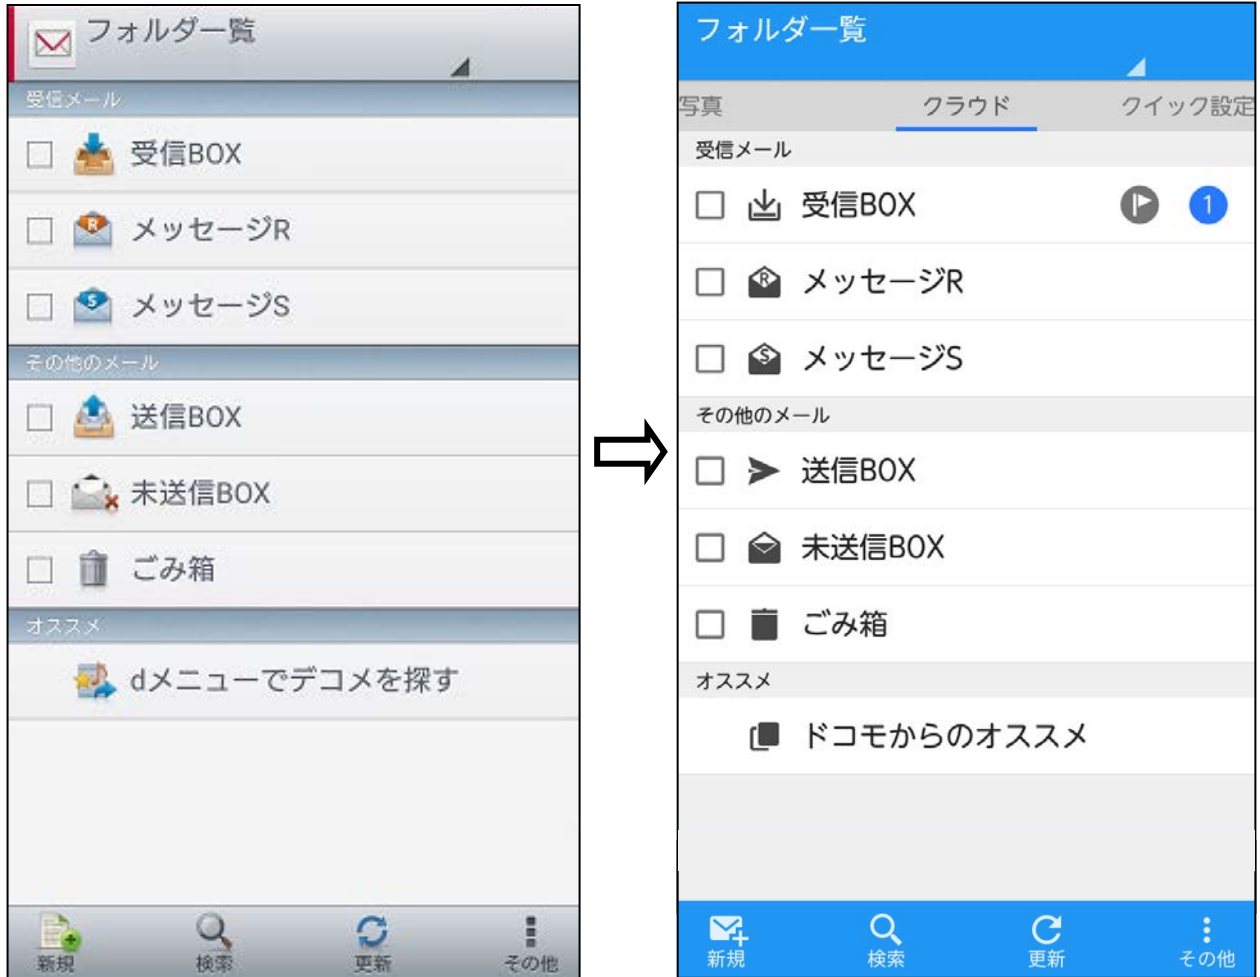 フォルダ一覧
受信メール
受信BOX
メッセージR
メッセージS
その他のメール
送信BOX
未送信BOX
ごみ箱
オススメ
dメニューでデコメを探す
新規 検索 更新 その他
フォルダ一覧
写真 クラウド クイック設定
受信メール
受信BOX 1
R メッセージR
S メッセージS
その他のメール
送信BOX
未送信BOX
ごみ箱
オススメ
ドコモからのオススメ
新規 検索 更新 その他